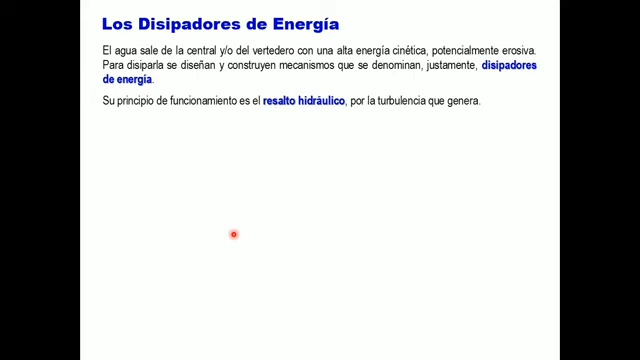 Los Disipadores de Energía
El agua sale de la central y/o del vertedero con una alta energía cinética, potencialmente erosiva.
Para disiparla se diseñan y construyen mecanismos que se denominan, justamente, disipadores
de energía.
Su principio de funcionamiento es el resalto hidráulico, por la turbulencia que genera.